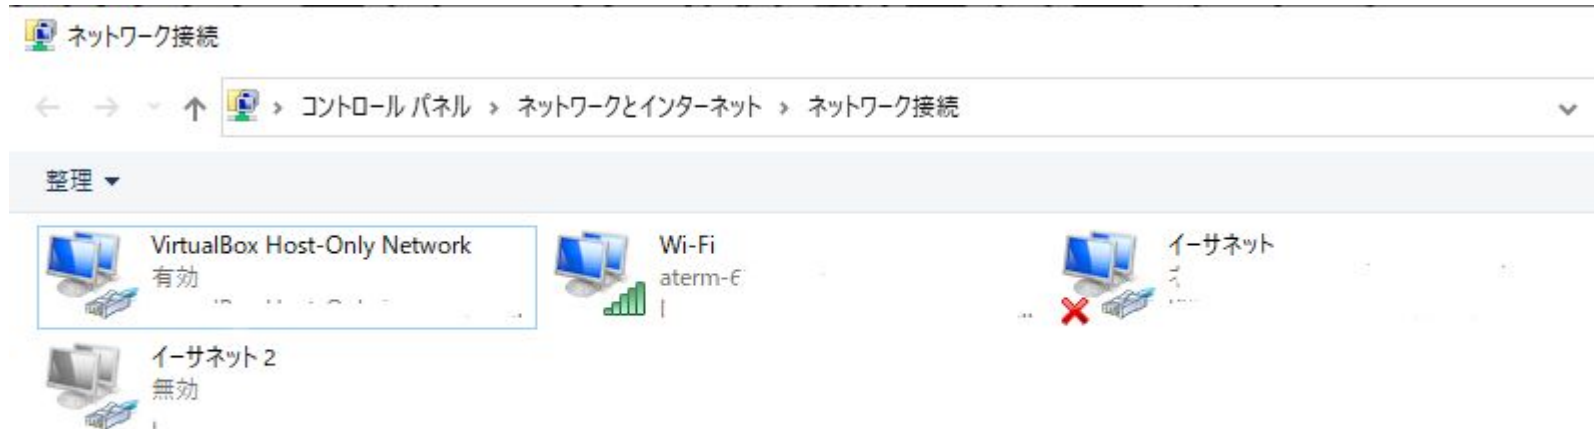 ネットワーク接続
コントロール パネル › ネットワークとインターネット › ネットワーク接続
整理
VirtualBox Host-Only Network
有効
Wi-Fi
aterm-
イーサネット
イーサネット 2
無効